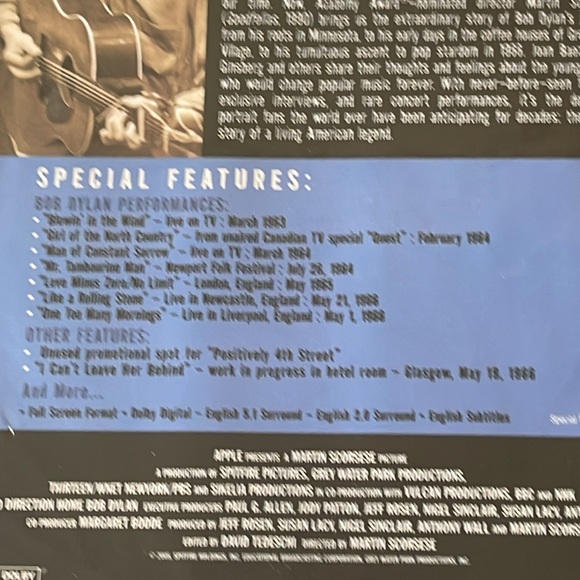 our time. Now, Academy Award-nominated director Martin
(Goodfellas, 1990) brings us the extraordinary story of Bob Dylan's
from his roots in Minnesota, to his early days in the coffee houses of
Village, to his tumultuous ascent to pop stardom in 1966. Joan
Ginsberg and others share their thoughts and feelings about the young
who would change popular music forever. With never-before-seen
exclusive interviews, and rare concert performances, it's the
portrait fans the world over have been anticipating for decades: the
story of a living American legend.
SPECIAL FEATURES:
BOB DYLAN PERFORMANCES:
• "Blowin' in the Wind" - live on TV : March 1963
• "Girl of the North Country" - from unaired Canadian TV special "Quest" : February 1964
• "Man of Constant Sorrow" - live on TV : March
• "Mr. Tambourine Man" - Newport Folk Festival : July 26, 1964
• "Love Minus Zero/No Limit" - London, England : May 1965
• "Like a Rolling Stone" - Live in Newcastle, England : May 21, 1966
• "One Too Many Mornings" - Live in Liverpool, England : May 1, 1966
OTHER FEATURES:
• Unused promotional spot for "Positively 4th Street"
• "I Can't Leave Her Behind" - work in progress in hotel room - Glasgow, May 19, 1966
And More...
• Full Screen Format • Dolby Digital - English 5.1 Surround - English 2.0 Surround • English Subtitles
Special
APPLE PRESENTS A MARTIN SCORSESE PICTURE
A PRODUCTION OF SPITFIRE PICTURES, GREY WATER PARK PRODUCTIONS,
THIRTEEN/WNET NEWYORK/PBS AND SIKELIA PRODUCTIONS IN CO-PRODUCTION WITH VULCAN PRODUCTIONS, BBC AND NHK
DIRECTION HOME BOB DYLAN EXECUTIVE PRODUCERS PAUL G. ALLEN, JODY PATTON, JEFF ROSEN, NIGEL SINCLAIR, SUSAN LACY,
CO-PRODUCER MARGARET BODDE PRODUCED BY JEFF ROSEN, SUSAN LACY, NIGEL SINCLAIR, ANTHONY WALL AND MARTIN
EDITED BY DAVID TEDESCHI DIRECTED BY MARTIN SCORSESE
DOLBY